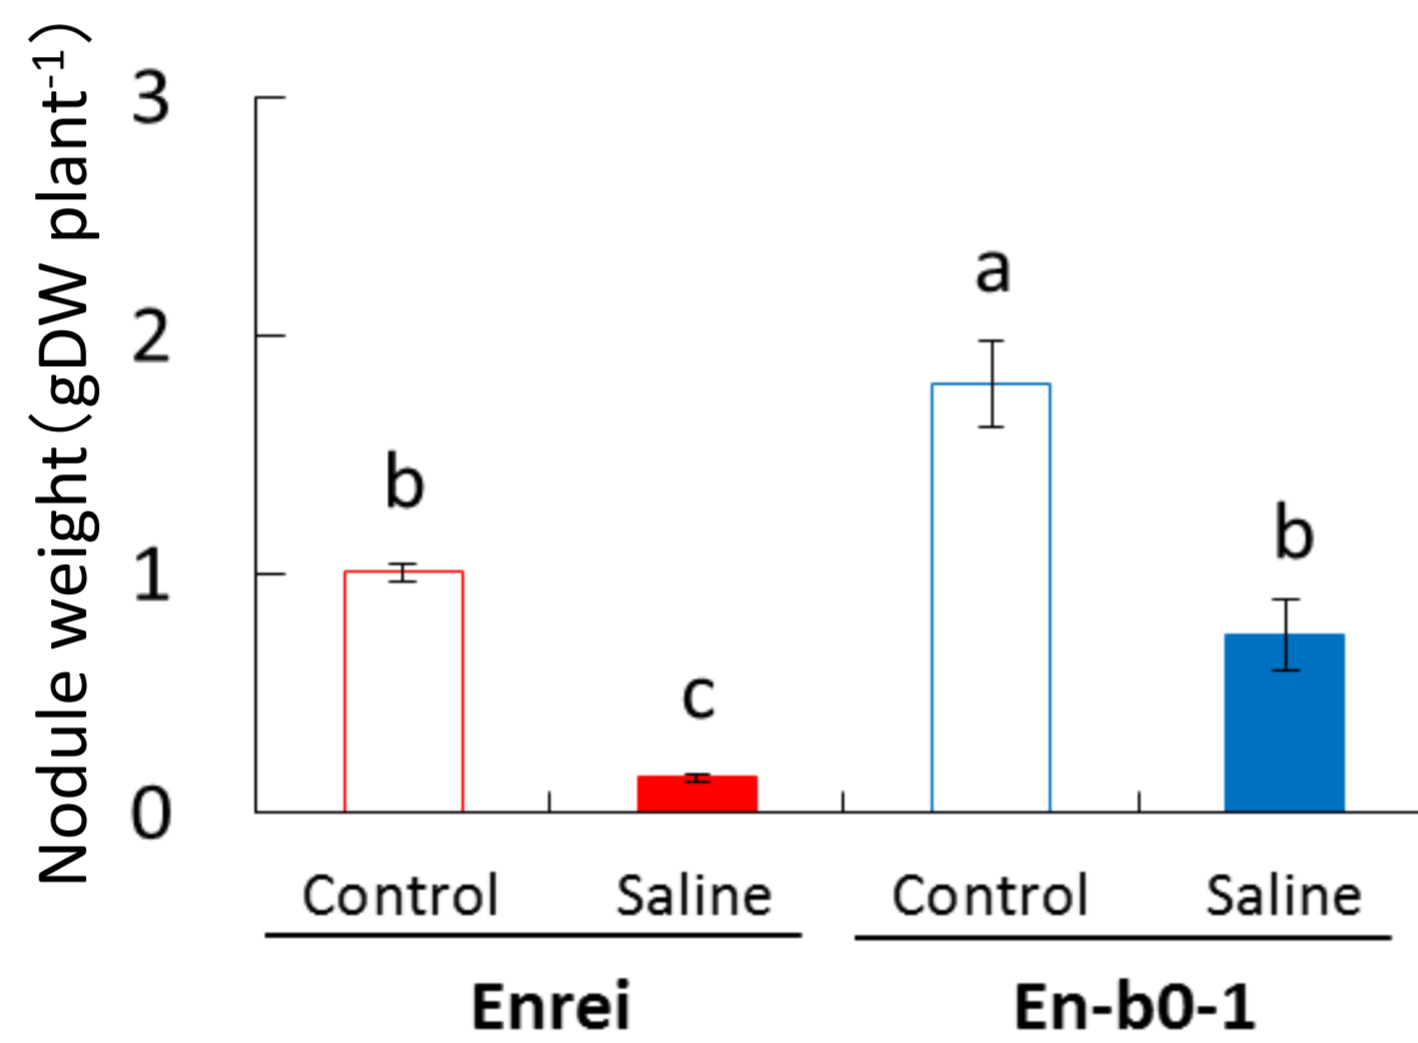 Nodule weight(gDW plant-1)
3
2
1
0
b
c
a
b
Control Saline Control Saline
Enrei En-b0-1